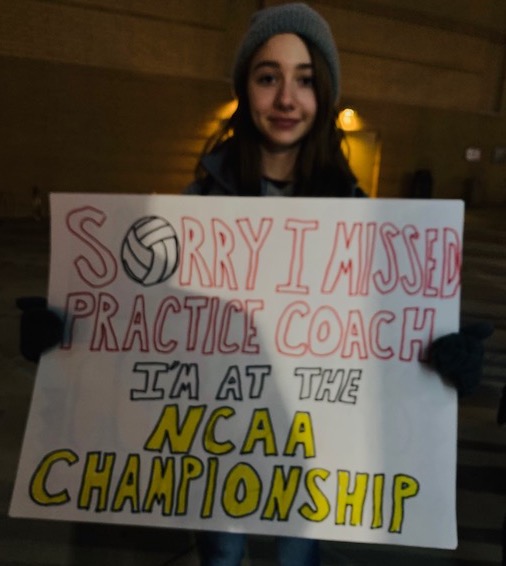 SORRY I MISSED
PRACTICE COACH
I'M AT THE
NCAA
CHAMPIONSHIP